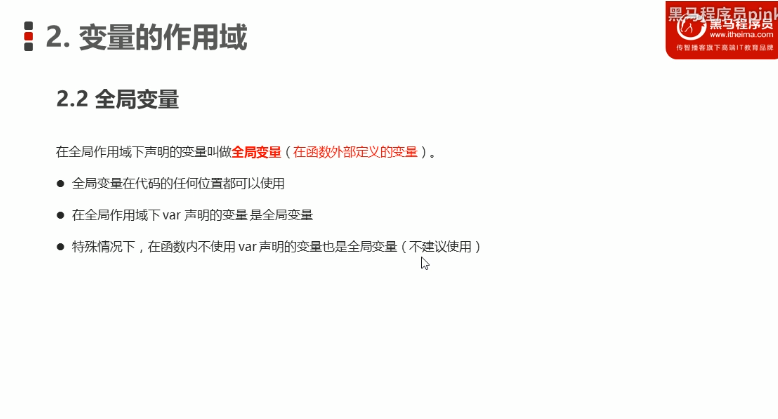 黑马程序员pink
黑马程序员
www.itheima.com
传智播客旗下高端IT教育品牌
2. 变量的作用域
2.2 全局变量
在全局作用域下声明的变量叫做全局变量（在函数外部定义的变量）。
● 全局变量在代码的任何位置都可以使用
● 在全局作用域下 var 声明的变量 是全局变量
● 特殊情况下，在函数内不使用 var 声明的变量也是全局变量（不建议使用）